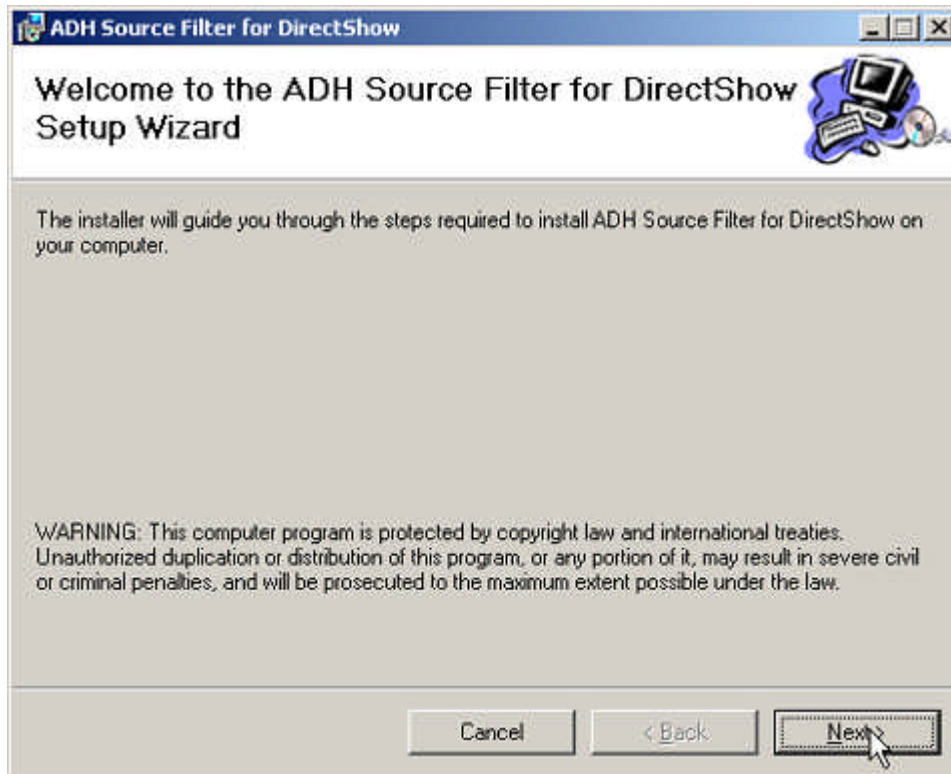 ADH Source Filter for DirectShow
Welcome to the ADH Source Filter for DirectShow
Setup Wizard
The installer will guide you through the steps required to install ADH Source Filter for DirectShow on
your computer.
WARNING: This computer program is protected by copyright law and international treaties.
Unauthorized duplication or distribution of this program, or any portion of it, may result in severe civil
or criminal penalties, and will be prosecuted to the maximum extent possible under the law.
Cancel
< Back
Next >